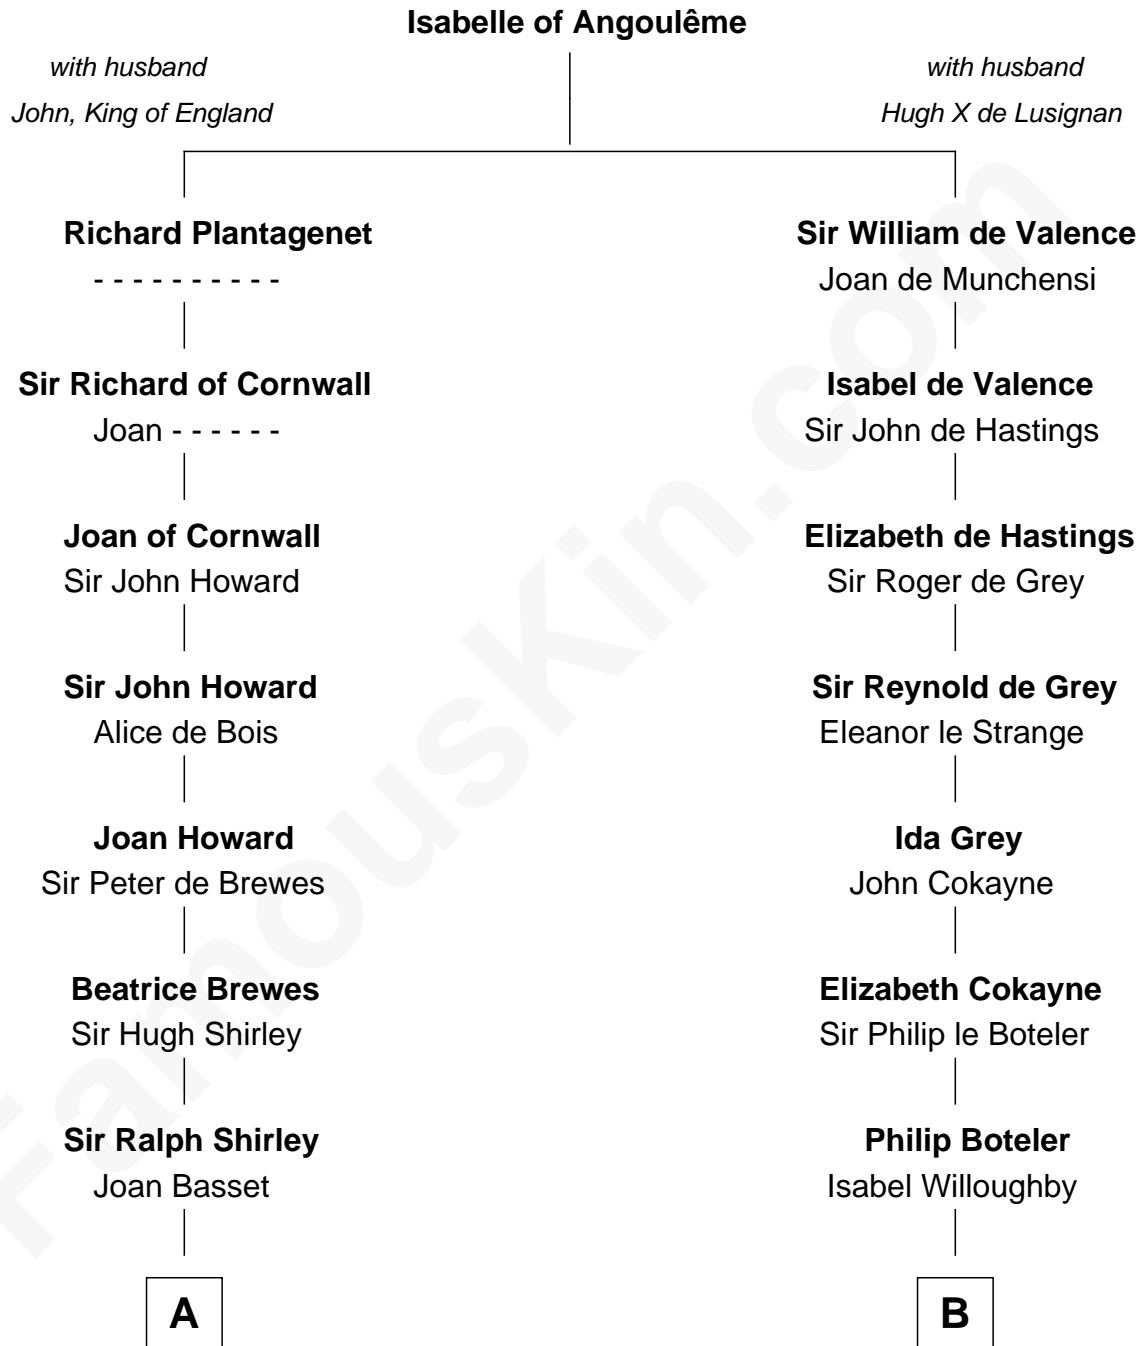 Isabelle of Angoulême
with husband
John, King of England
with husband
Hugh X de Lusignan
Richard Plantagenet
- - - - - - - - - -
Sir William de Valence
Joan de Munchensi
Sir Richard of Cornwall
Joan - - - - - -
Isabel de Valence
Sir John de Hastings
Joan of Cornwall
Sir John Howard
Elizabeth de Hastings
Sir Roger de Grey
Sir John Howard
Alice de Bois
Sir Reynold de Grey
Eleanor le Strange
Joan Howard
Sir Peter de Brewes
Ida Grey
John Cokayne
Beatrice Brewes
Sir Hugh Shirley
Elizabeth Cokayne
Sir Philip le Boteler
Sir Ralph Shirley
Joan Basset
Philip Boteler
Isabel Willoughby
A
B
FamousKin.com